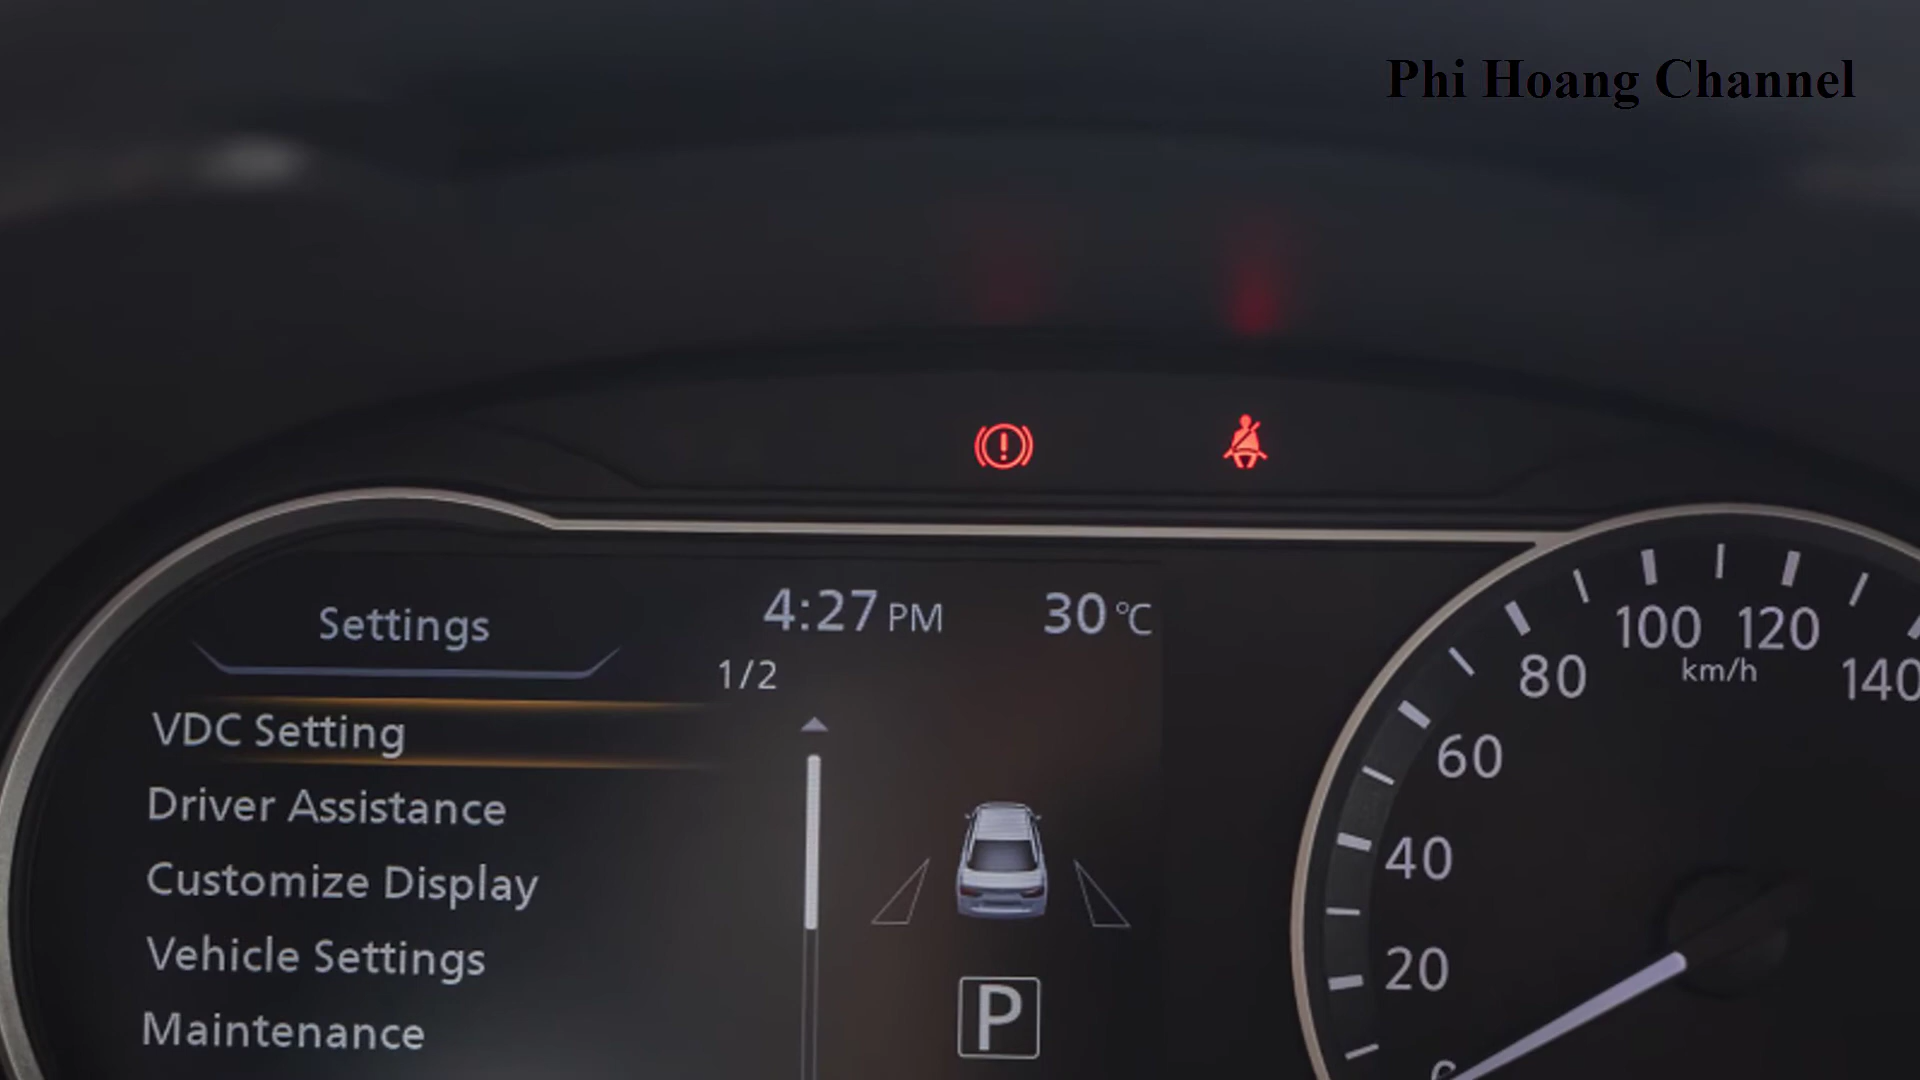 Phi Hoang Channel
Settings
4:27 PM 30 °C
1/2
VDC Setting
Driver Assistance
Customize Display
Vehicle Settings
Maintenance
P
0 20 40 60 80 100 120 140
km/h